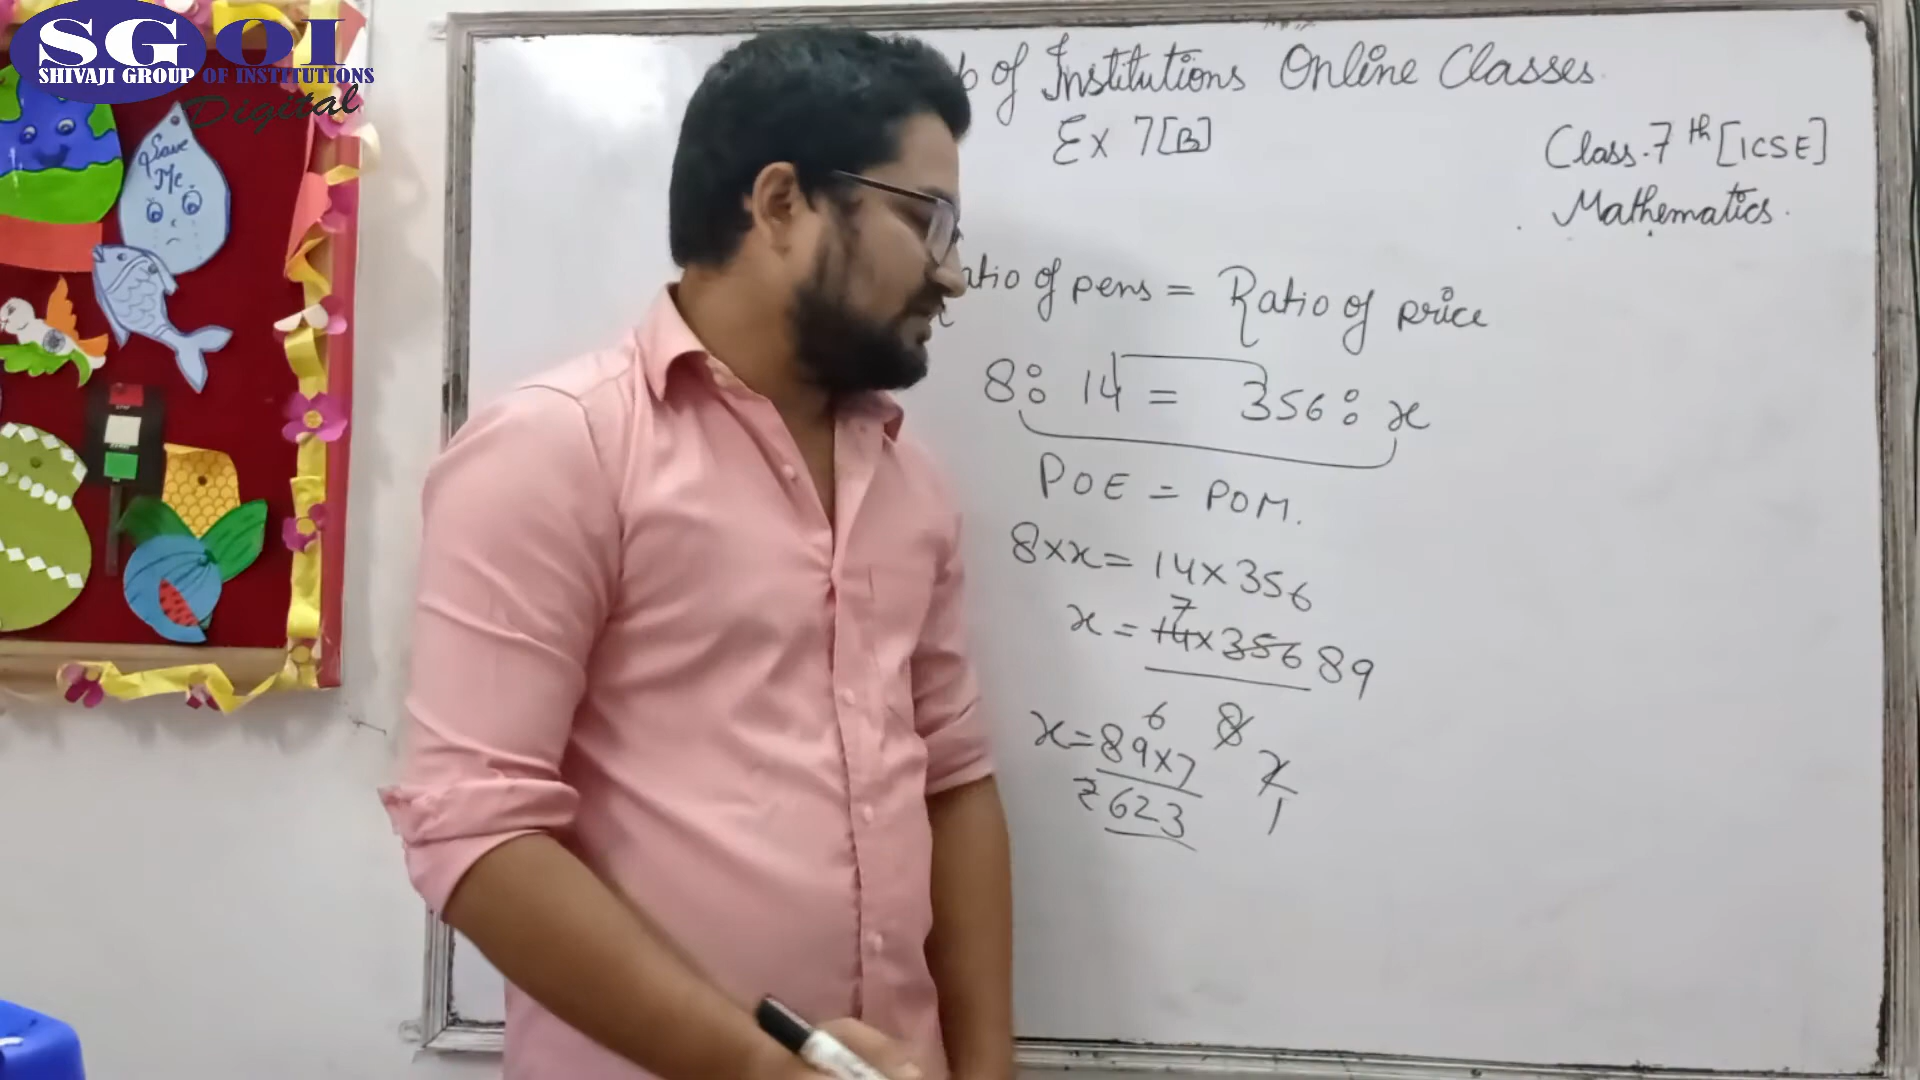 SGOI
SHIVAJI GROUP OF INSTITUTIONS
Digital
Save
Me.
of Institutions Online Classes
Ex 7[B]
Class.7th [ICSE]
Mathematics.
of pens = Ratio of price
8 : 14 = 356 : x
POE = POM.
8×x = 14×356
7
x = 14×356 89
8
2
1
6
x = 89×7
₹ 623